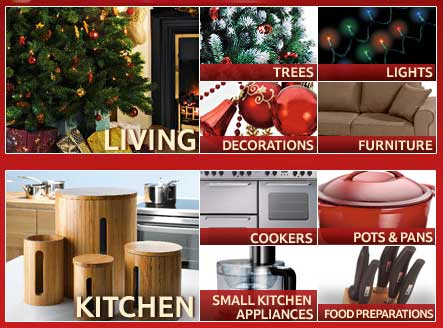 LIVING
TREES
LIGHTS
DECORATIONS
FURNITURE
KITCHEN
COOKERS
POTS & PANS
SMALL KITCHEN
APPLIANCES
FOOD PREPARATIONS